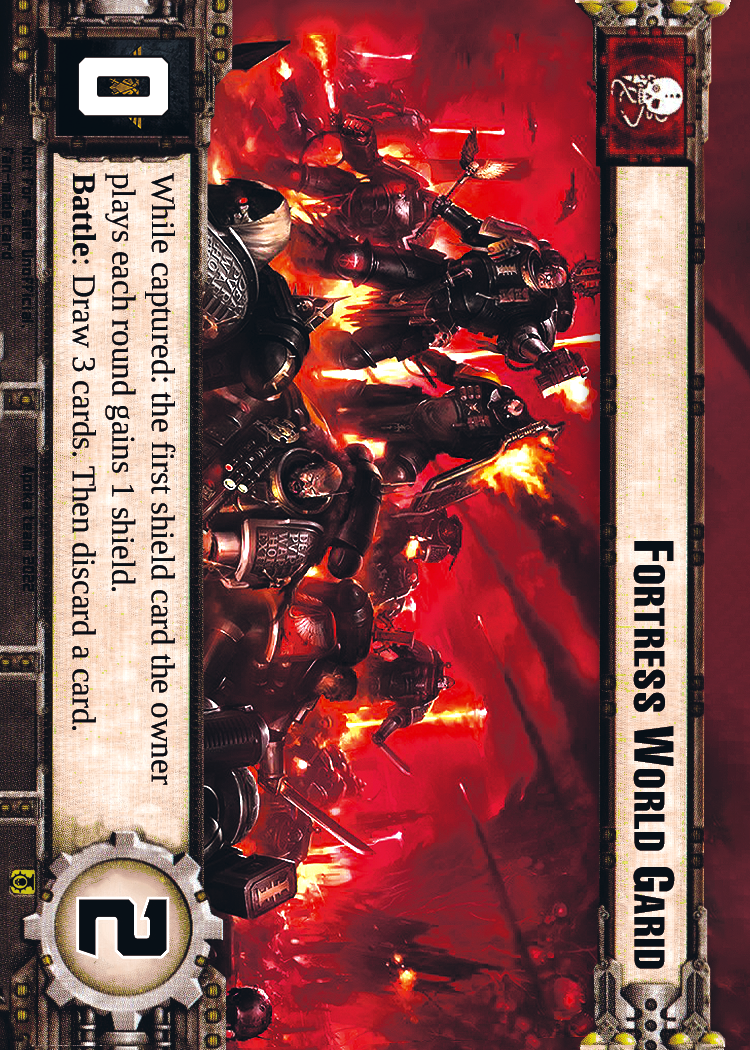 FORTRESS WORLD GARID
0
While captured: the first shield card the owner
plays each round gains 1 shield.
Battle: Draw 3 cards. Then discard a card.
2
Not for sale. Unofficial.
Fan-made card